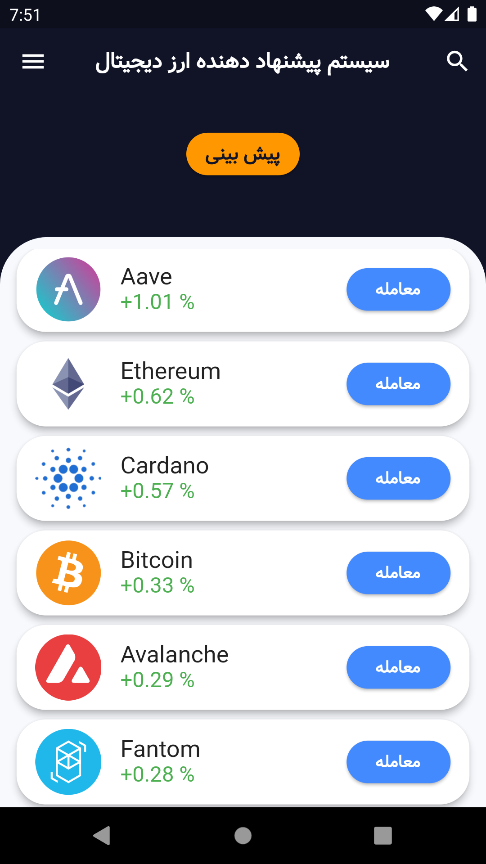 7:51
سیستم پیشنهاد دهنده ارز دیجیتال
پیش بینی
Aave
+1.01 %
معامله
Ethereum
+0.62 %
معامله
Cardano
+0.57 %
معامله
Bitcoin
+0.33 %
معامله
Avalanche
+0.29 %
معامله
Fantom
+0.28 %
معامله